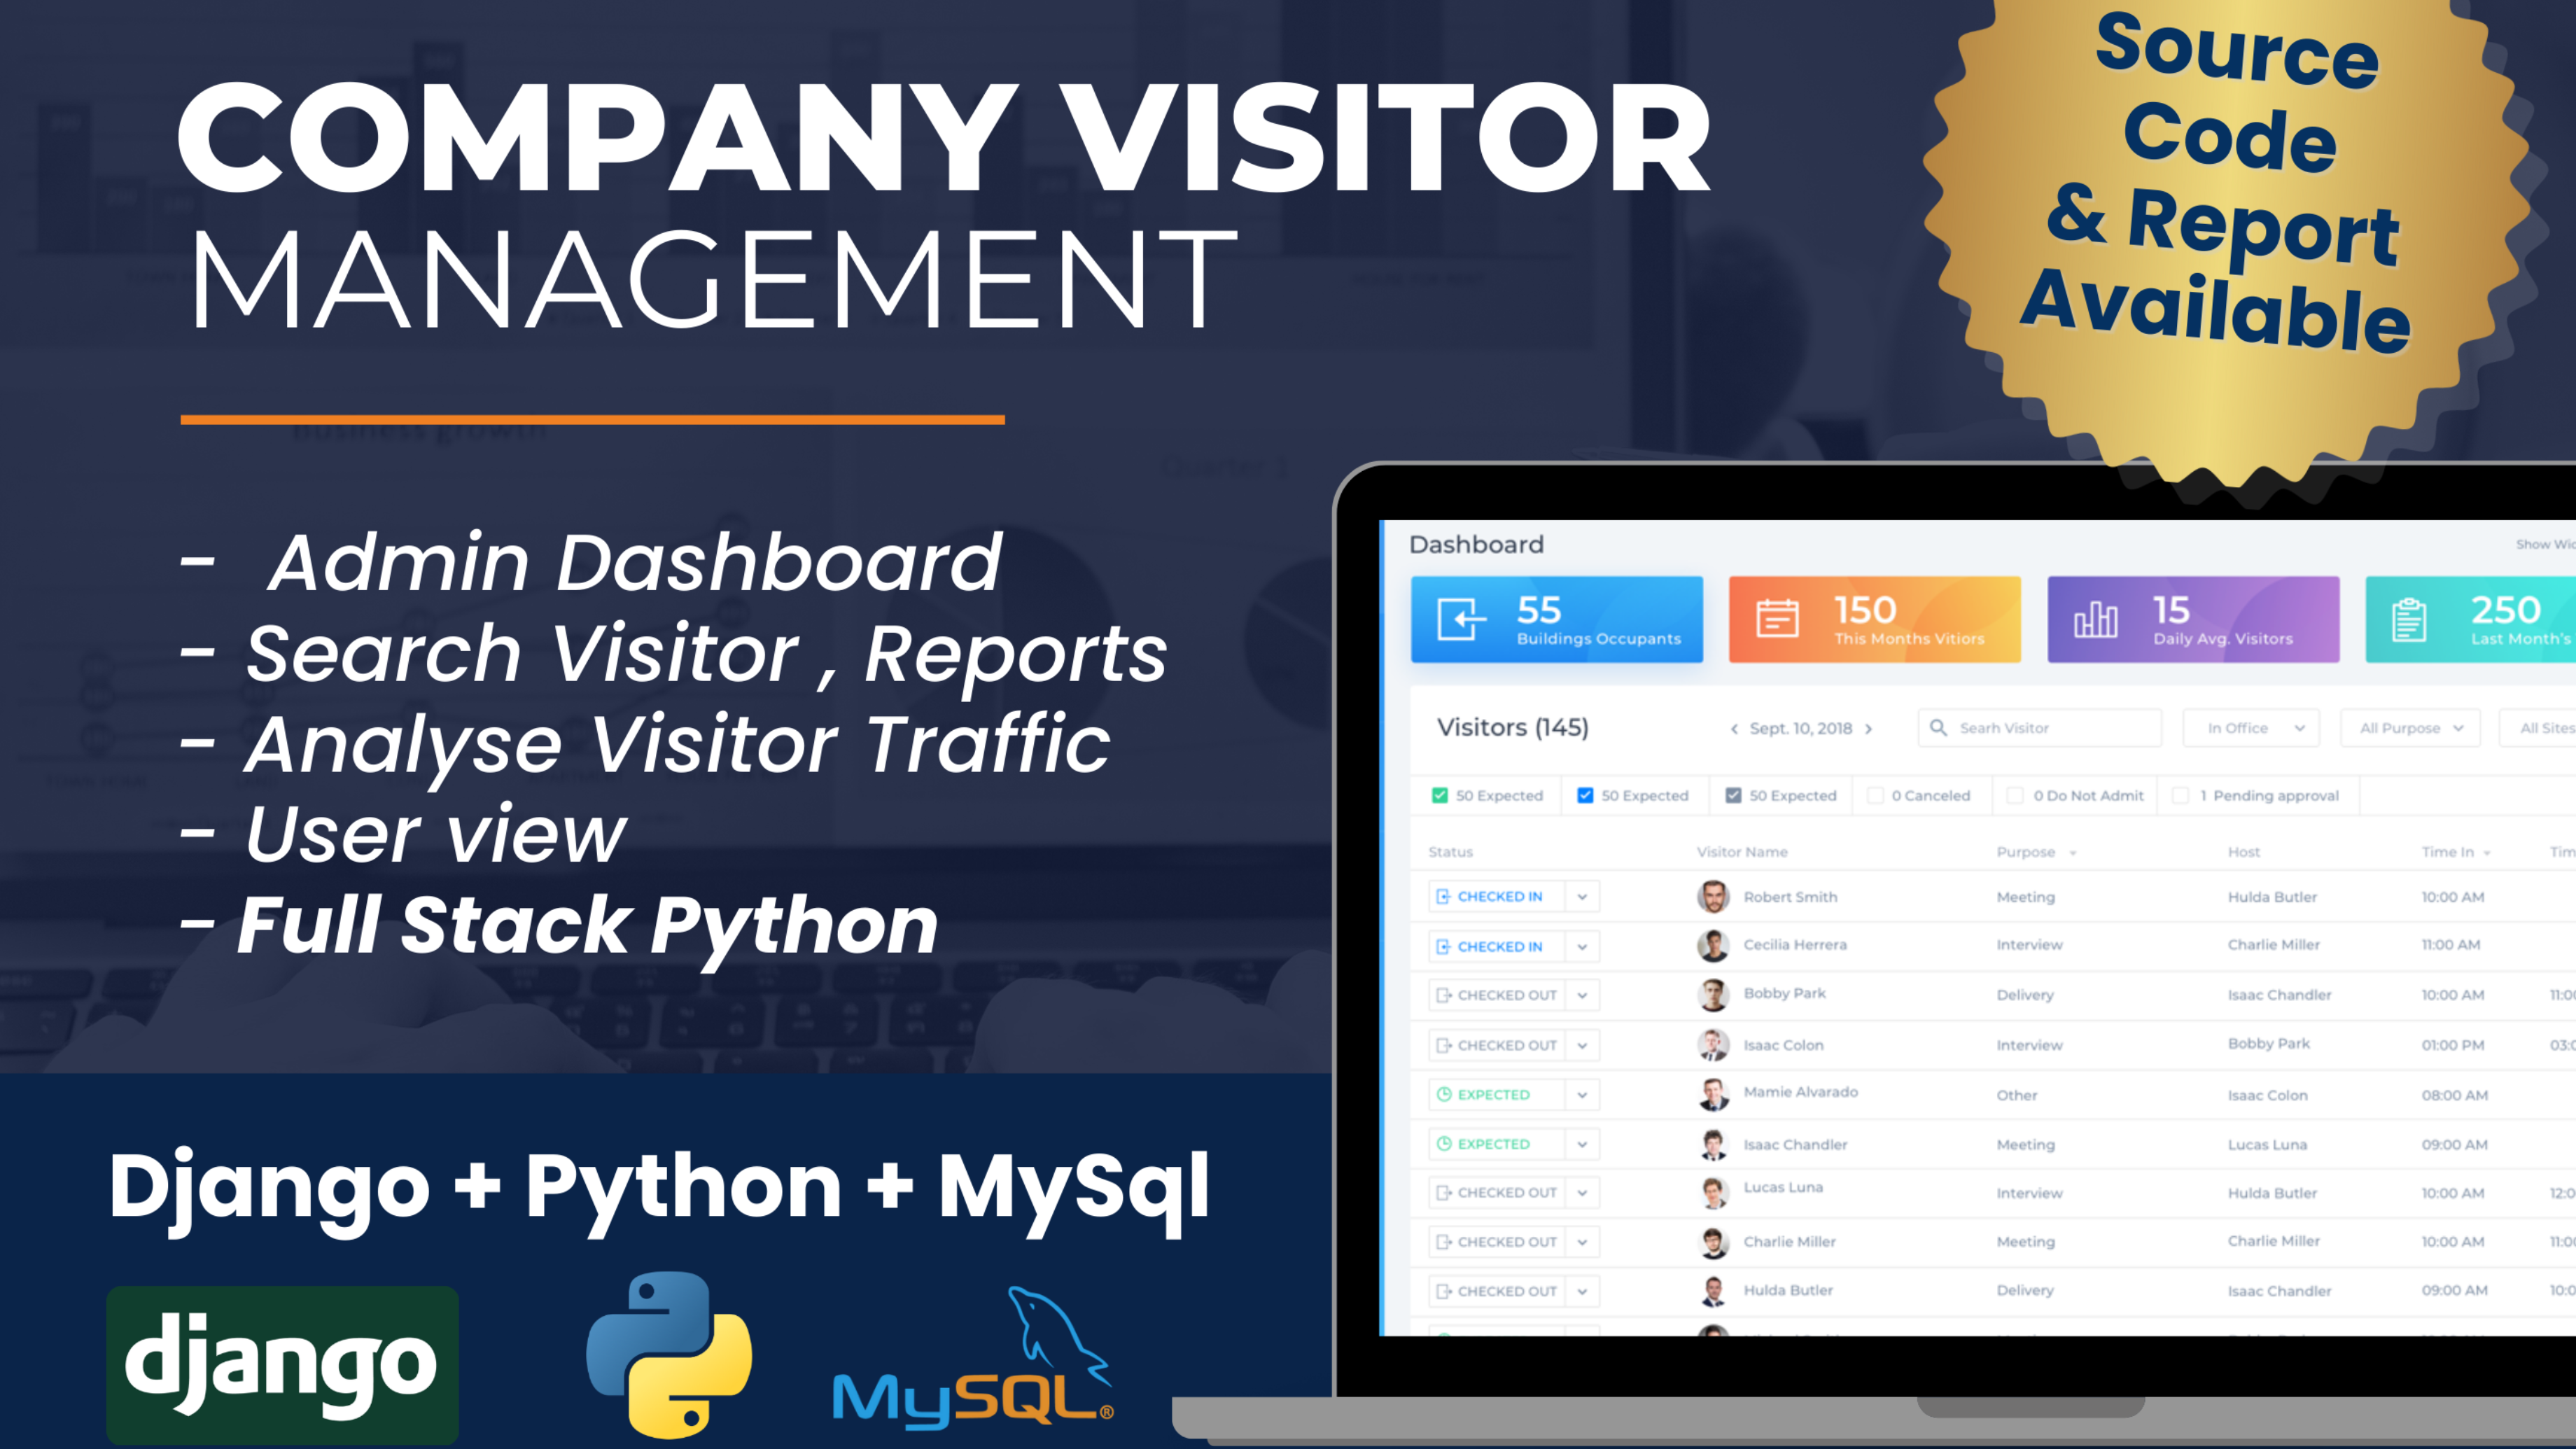 COMPANY VISITOR
MANAGEMENT
Source
Code
& Report
Available
- Admin Dashboard
- Search Visitor , Reports
- Analyse Visitor Traffic
- User view
- Full Stack Python
Django + Python + MySql
django
MySQL®
Business growth
Quarter 1
Dashboard
Show
55
Buildings Occupants
150
This Months Vitiors
15
Daily Avg. Visitors
250
Last Month's
Visitors (145)
< Sept. 10, 2018 >
Searh Visitor
In Office
All Purpose
All Sites
50 Expected 50 Expected 50 Expected 0 Canceled 0 Do Not Admit 1 Pending approval
Status Visitor Name Purpose Host Time In
CHECKED IN Robert Smith Meeting Hulda Butler 10:00 AM
CHECKED IN Cecilia Herrera Interview Charlie Miller 11:00 AM
CHECKED OUT Bobby Park Delivery Isaac Chandler 10:00 AM
CHECKED OUT Isaac Colon Interview Bobby Park 01:00 PM
EXPECTED Mamie Alvarado Other Isaac Colon 08:00 AM
EXPECTED Isaac Chandler Meeting Lucas Luna 09:00 AM
CHECKED OUT Lucas Luna Interview Hulda Butler 10:00 AM
CHECKED OUT Charlie Miller Meeting Charlie Miller 10:00 AM
CHECKED OUT Hulda Butler Delivery Isaac Chandler 09:00 AM